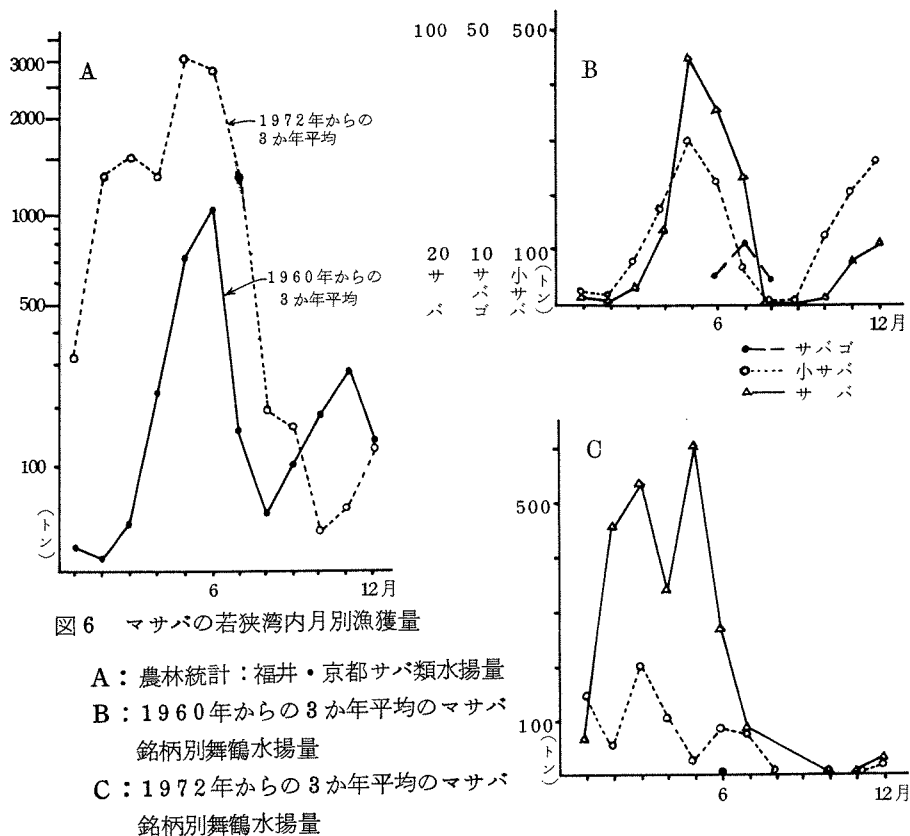 A
3000
2000
1000
500
100
(トン)
1972年からの
3か年平均
1960年からの
3か年平均
6
12月
100 50 500
B
20 10 100
サバ
サバゴ
小サバ
(トン)
6
12月
サバゴ
小サバ
サバ
C
500
100
(トン)
6
12月
図6 マサバの若狭湾内月別漁獲量
A:農林統計:福井・京都サバ類水揚量
B:1960年からの3か年平均のマサバ
銘柄別舞鶴水揚量
C:1972年からの3か年平均のマサバ
銘柄別舞鶴水揚量